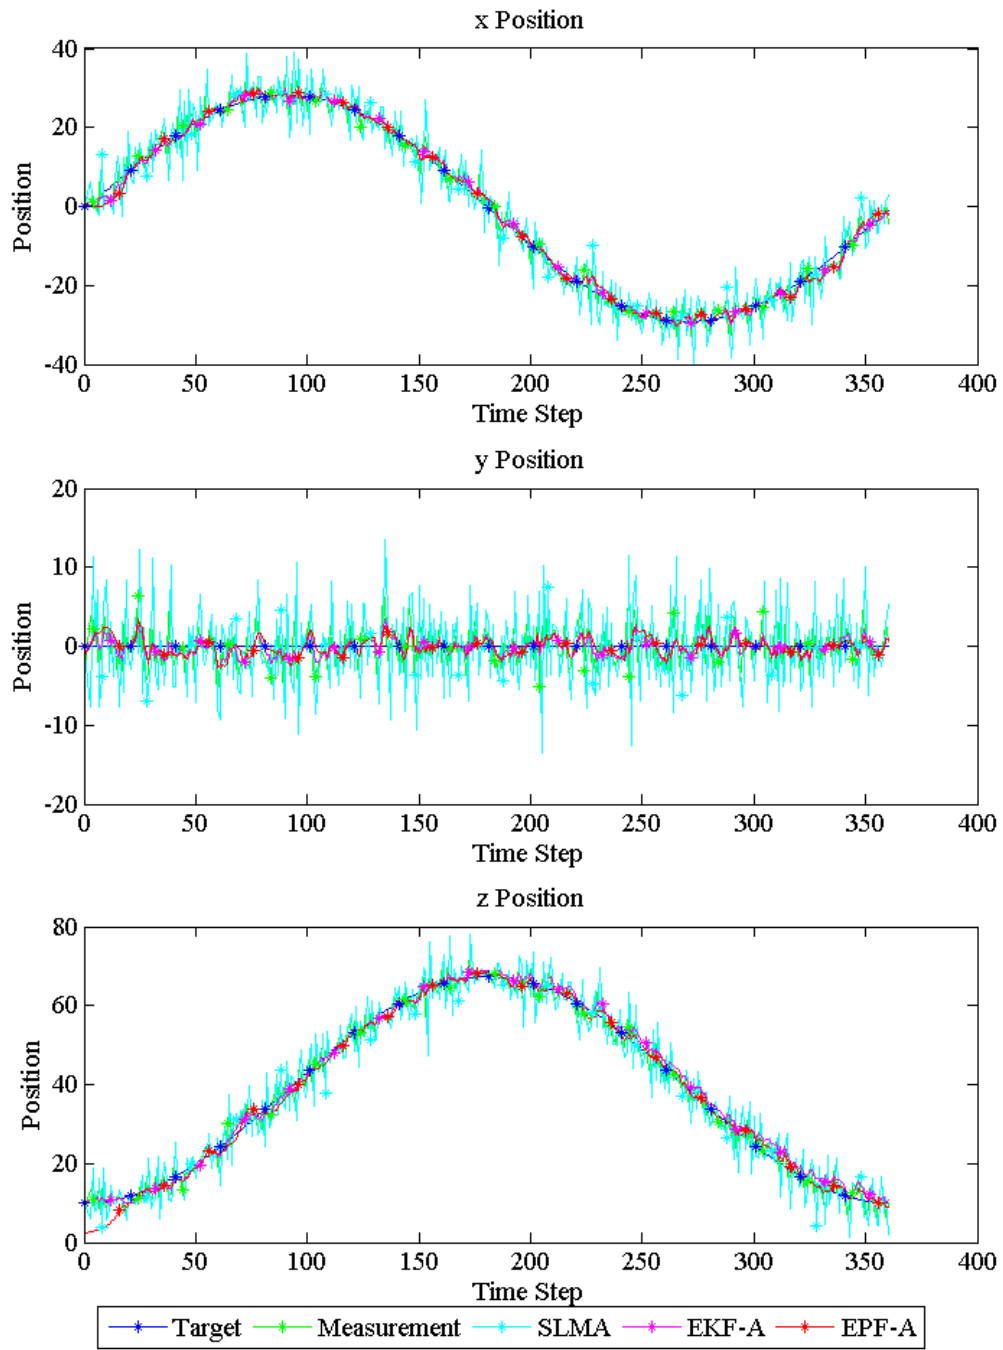 x Position
40
20
0
-20
-40
Position
0 50 100 150 200 250 300 350 400
Time Step
y Position
20
10
0
-10
-20
Position
0 50 100 150 200 250 300 350 400
Time Step
z Position
80
60
40
20
0
Position
0 50 100 150 200 250 300 350 400
Time Step
Target Measurement SLMA EKF-A EPF-A